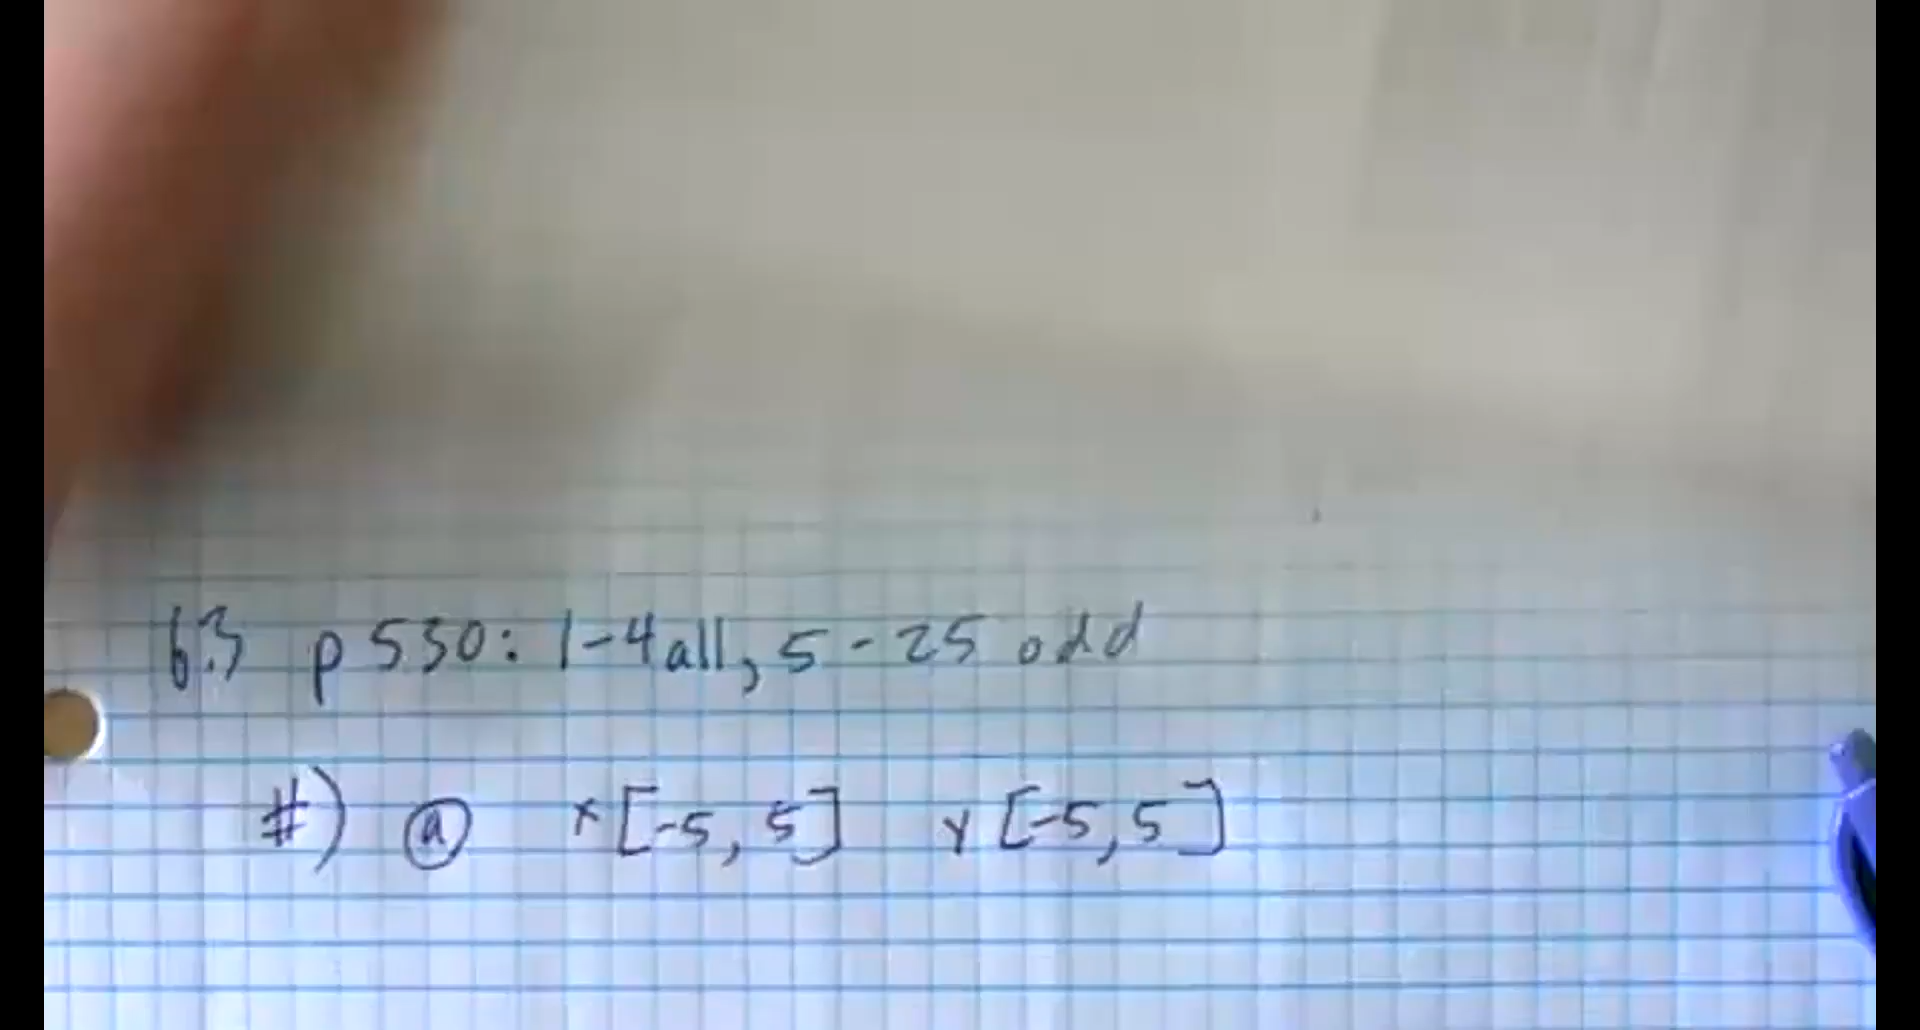 6.3 p 530: 1-4 all, 5-25 odd
#) ⓐ x [-5, 5] y [-5, 5]